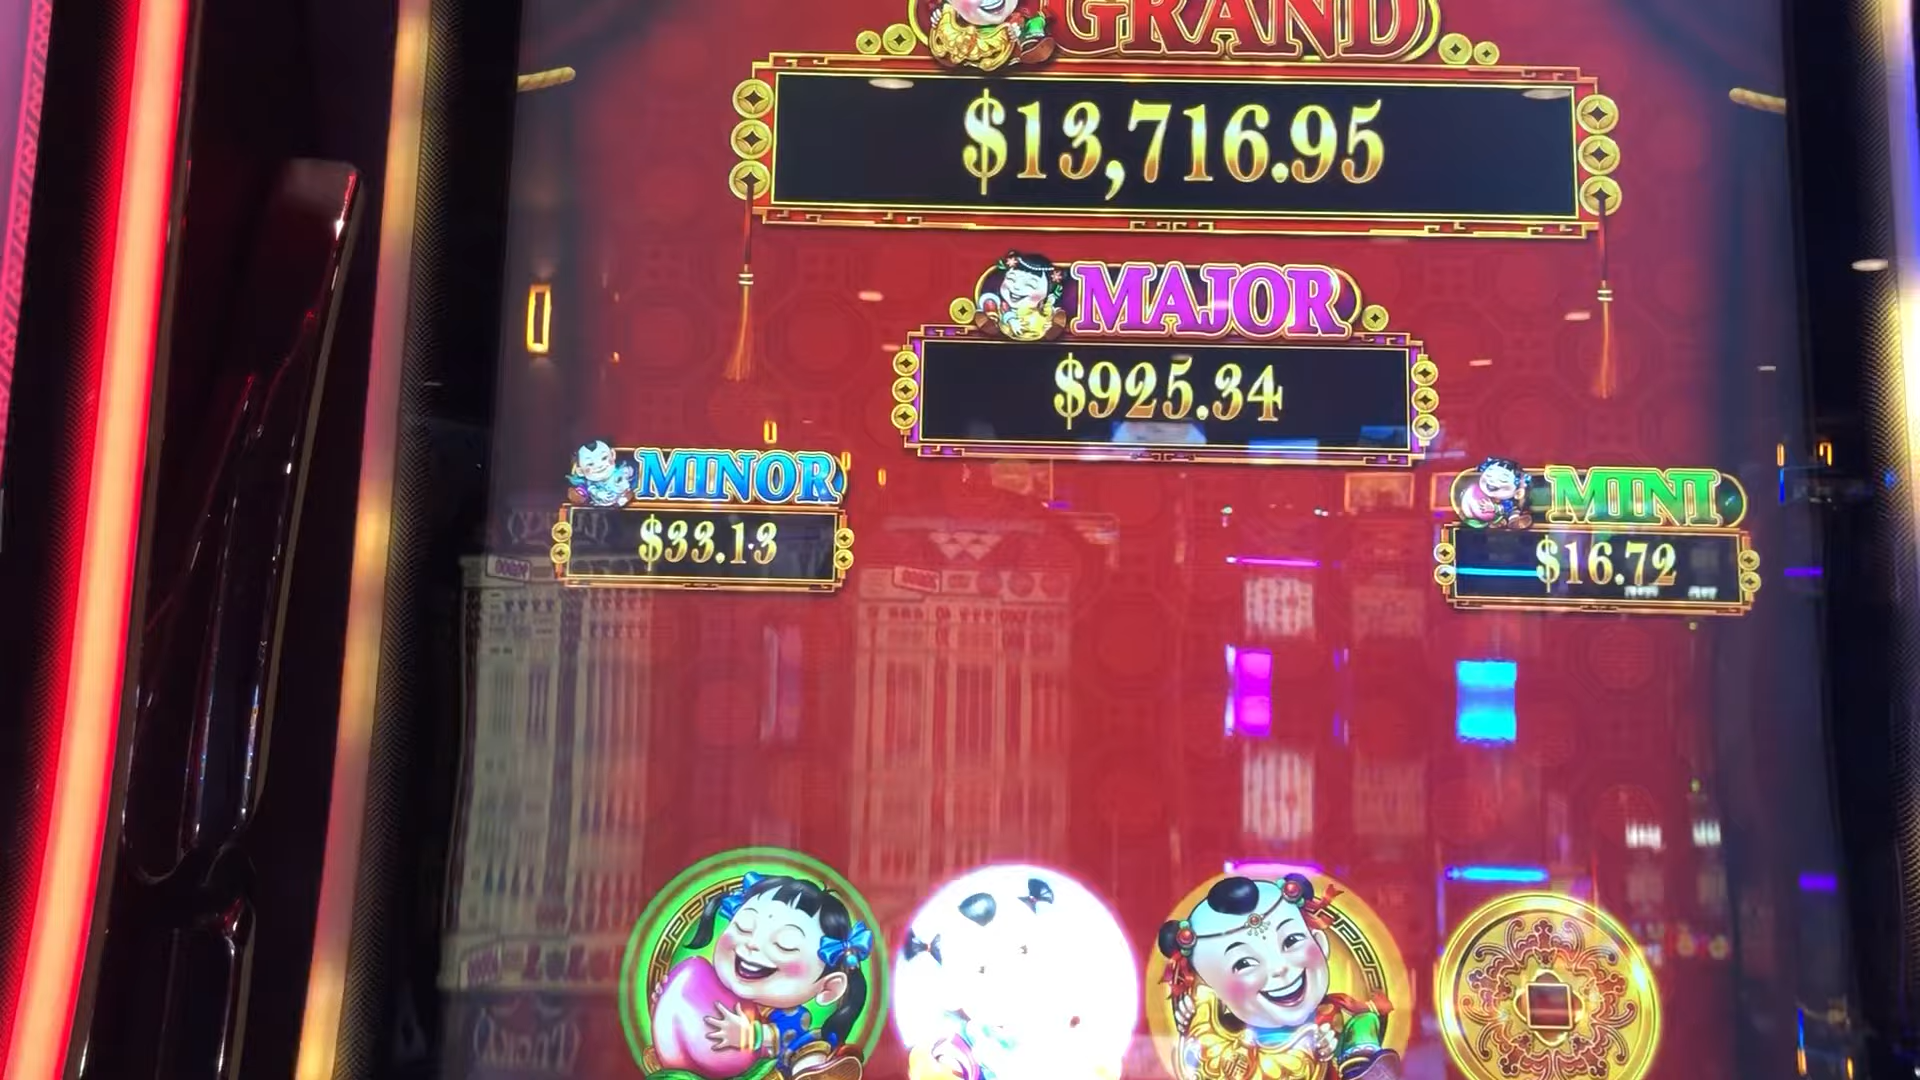 GRAND
$13,716.95
MAJOR
$925.34
MINOR
$33.13
MINI
$16.72